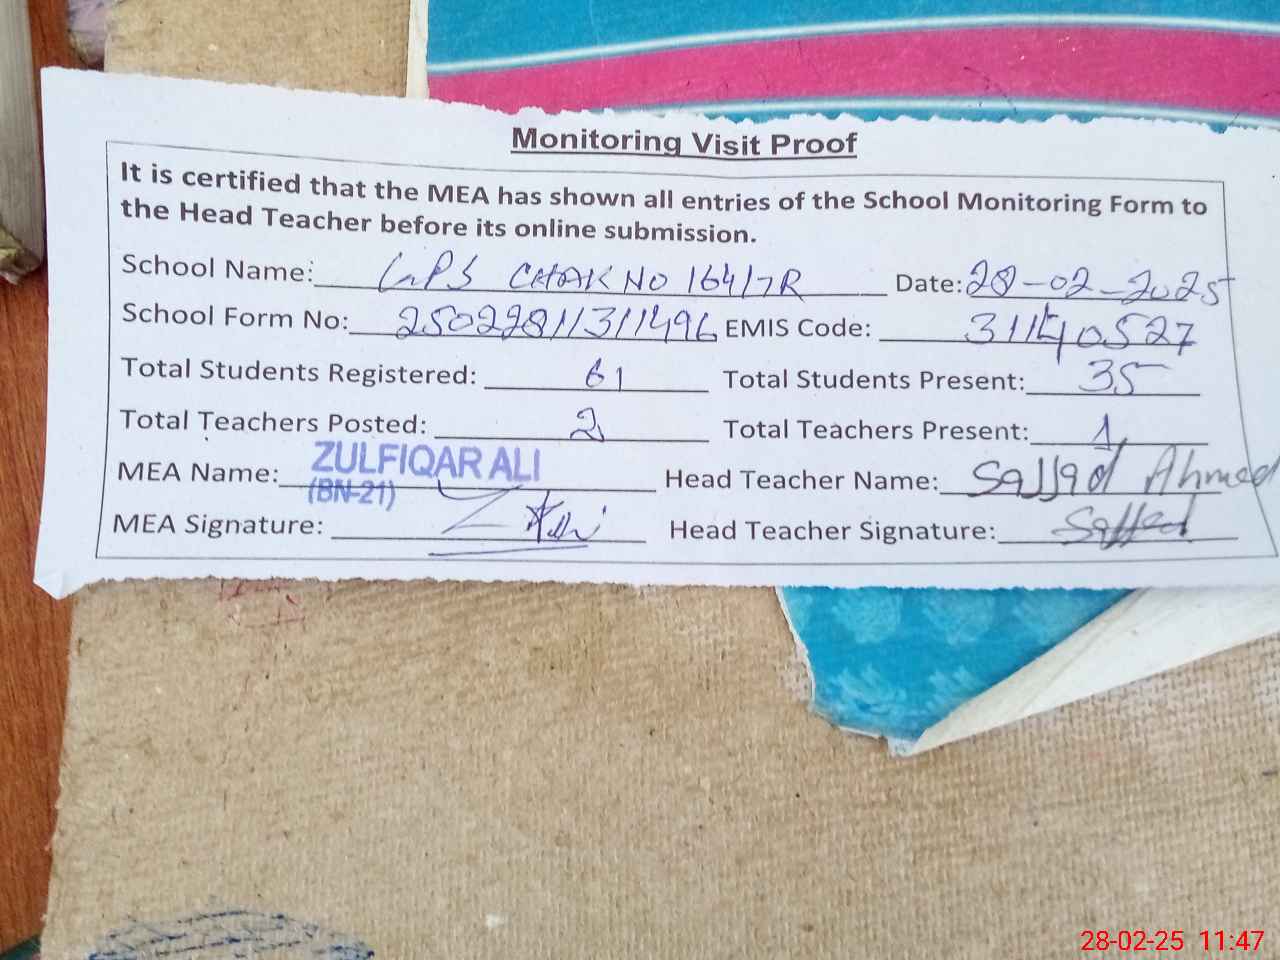 Monitoring Visit Proof
It is certified that the MEA has shown all entries of the School Monitoring Form to
the Head Teacher before its online submission.
School Name: GPS CHAK NO 164/7R Date: 28-02-2025
School Form No: 25022811311496 EMIS Code: 31140527
Total Students Registered: 61 Total Students Present: 35
Total Teachers Posted: 2 Total Teachers Present: 1
MEA Name: ZULFIQAR ALI Head Teacher Name: Sajjad Ahmed
(BN-21)
MEA Signature: Head Teacher Signature: Sajjad
28-02-25 11:47